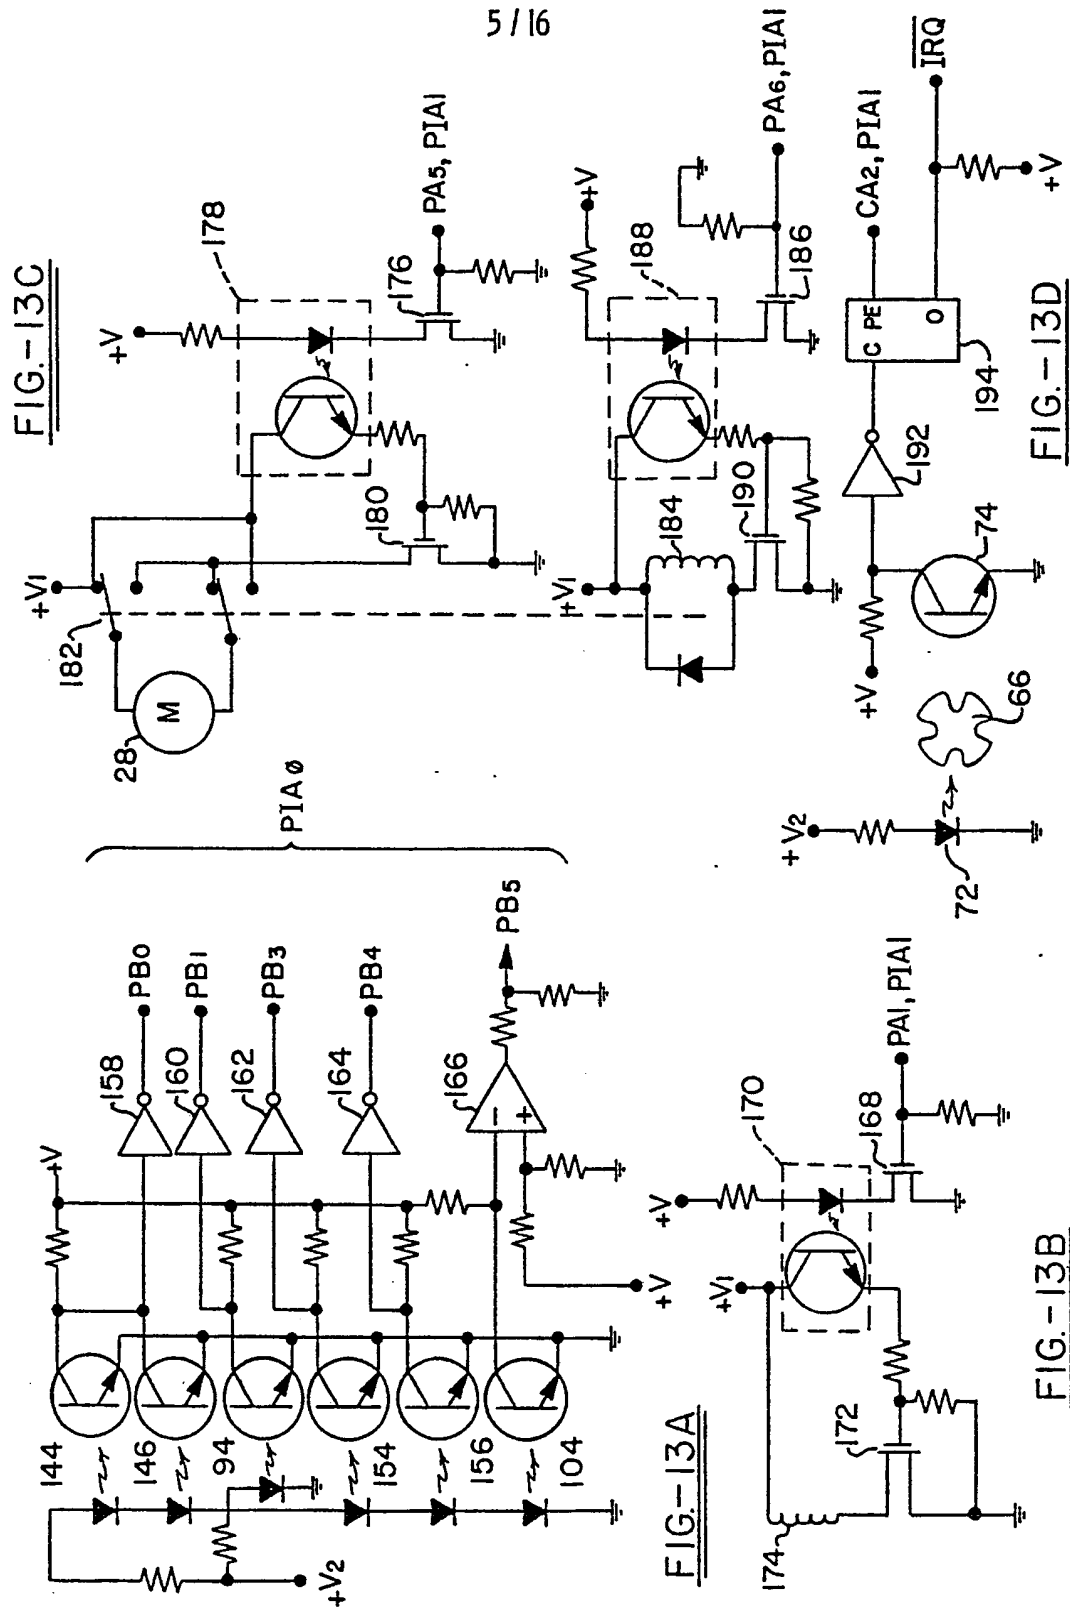 5/16
FIG.-13C
+V1
182
28
M
+V
178
180
176
PA5, PIA1
+V1
184
190
+V
188
186
PA6, PIA1
+V
74
192
C PE
O
194
CA2, PIA1
IRQ
+V
+V2
72
66
FIG.-13D
PIA0
+V
144
146
94
154
156
104
158
160
162
164
166
PB0
PB1
PB3
PB4
PB5
−
+
+V
+V2
FIG.-13A
+V1
+V
170
168
PA1, PIA1
172
174
FIG.-13B